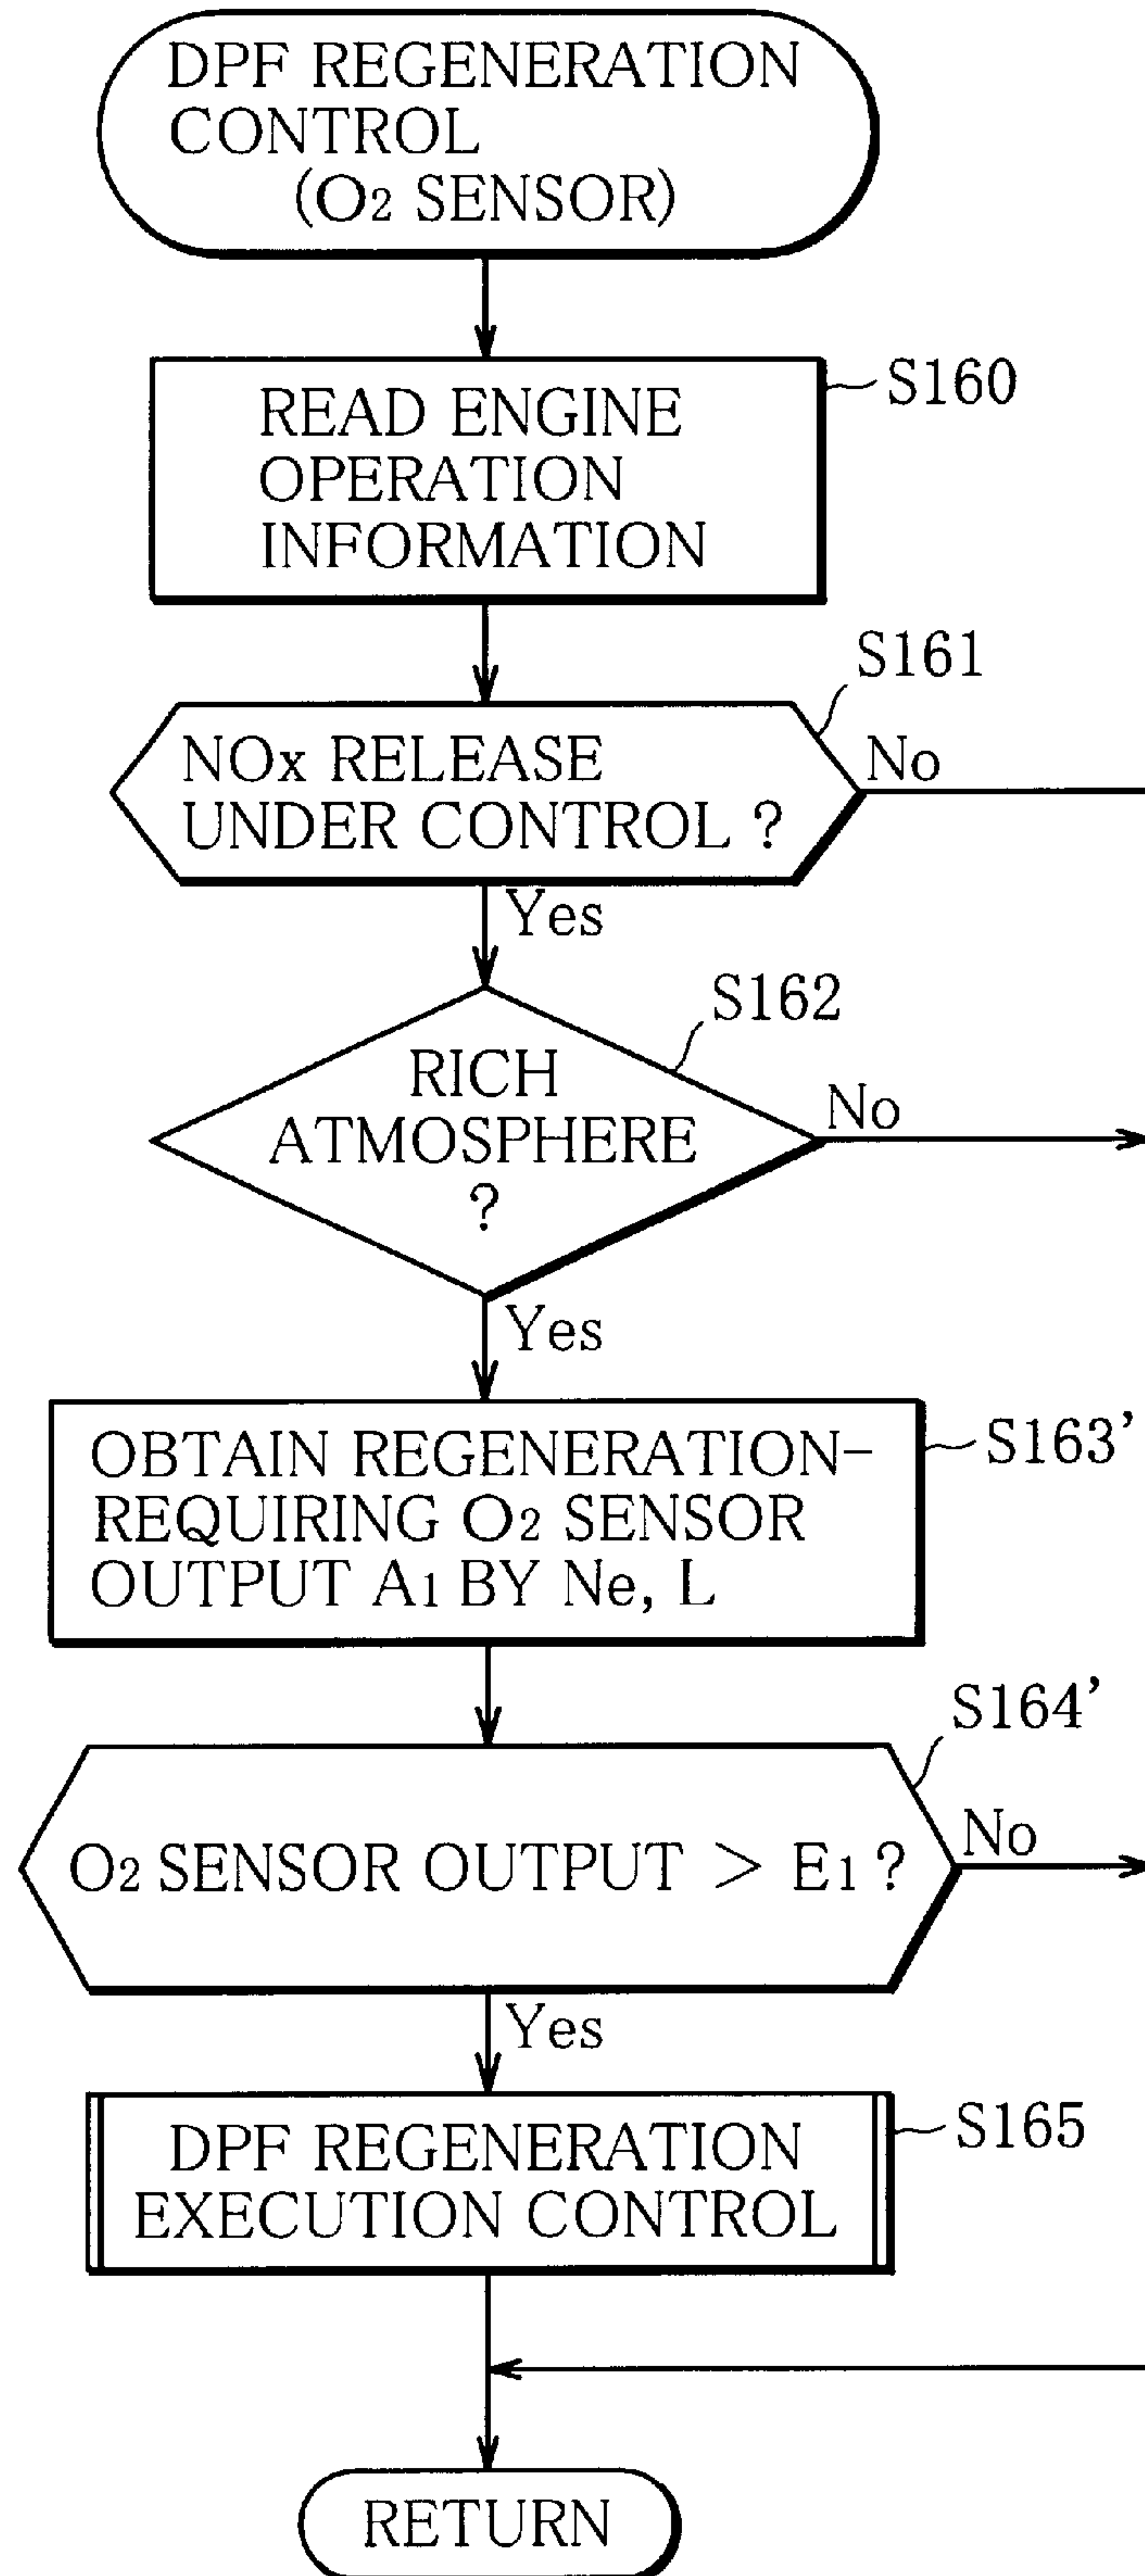 DPF REGENERATION
CONTROL
(O2 SENSOR)
READ ENGINE
OPERATION
INFORMATION
S160
NOx RELEASE
UNDER CONTROL ?
S161
No
Yes
RICH
ATMOSPHERE
?
S162
No
Yes
OBTAIN REGENERATION-
REQUIRING O2 SENSOR
OUTPUT A1 BY Ne, L
S163'
O2 SENSOR OUTPUT > E1 ?
S164'
No
Yes
DPF REGENERATION
EXECUTION CONTROL
S165
RETURN